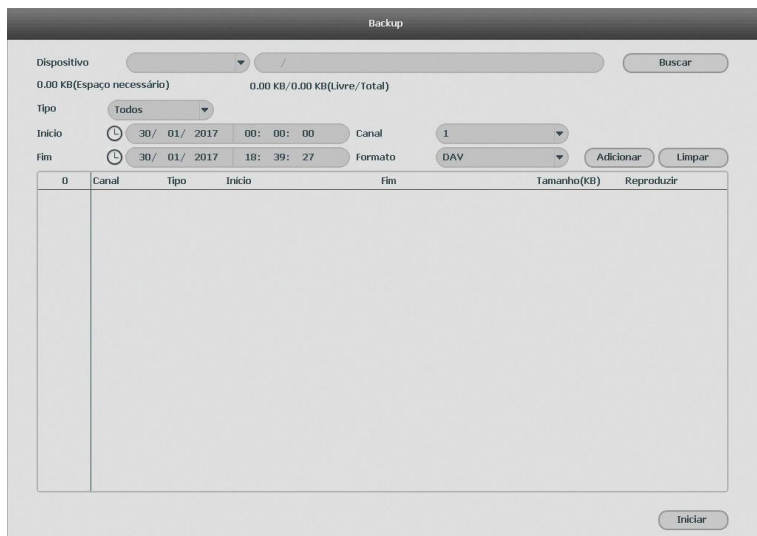 Backup
Dispositivo / Buscar
0.00 KB(Espaço necessário) 0.00 KB/0.00 KB(Livre/Total)
Tipo Todos
Início 30/ 01/ 2017 00: 00: 00 Canal 1
Fim 30/ 01/ 2017 18: 39: 27 Formato DAV Adicionar Limpar
0 Canal Tipo Início Fim Tamanho(KB) Reproduzir
Iniciar